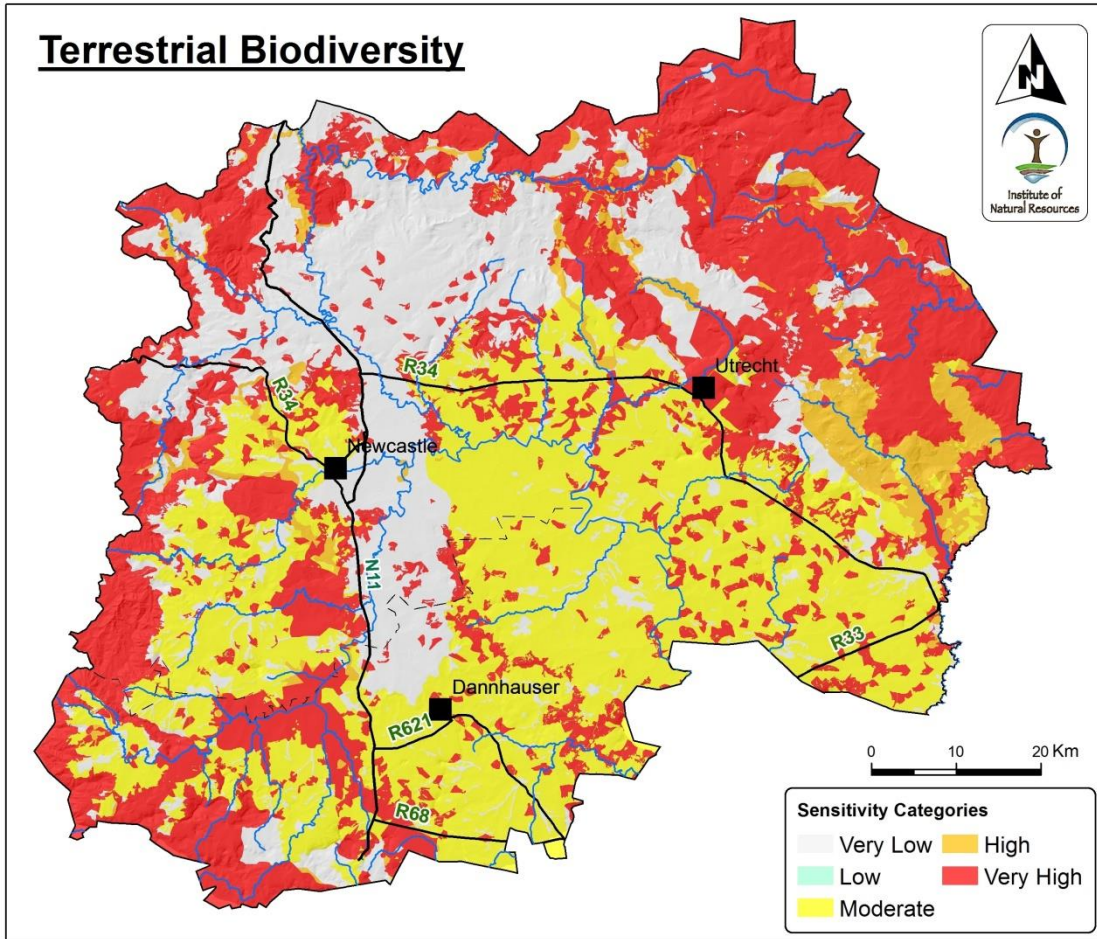 Terrestrial Biodiversity
N
Institute of
Natural Resources
R34
R34
Utrecht
Newcastle
N11
R33
Dannhauser
R621
R68
0 10 20 Km
Sensitivity Categories
Very Low
High
Low
Very High
Moderate